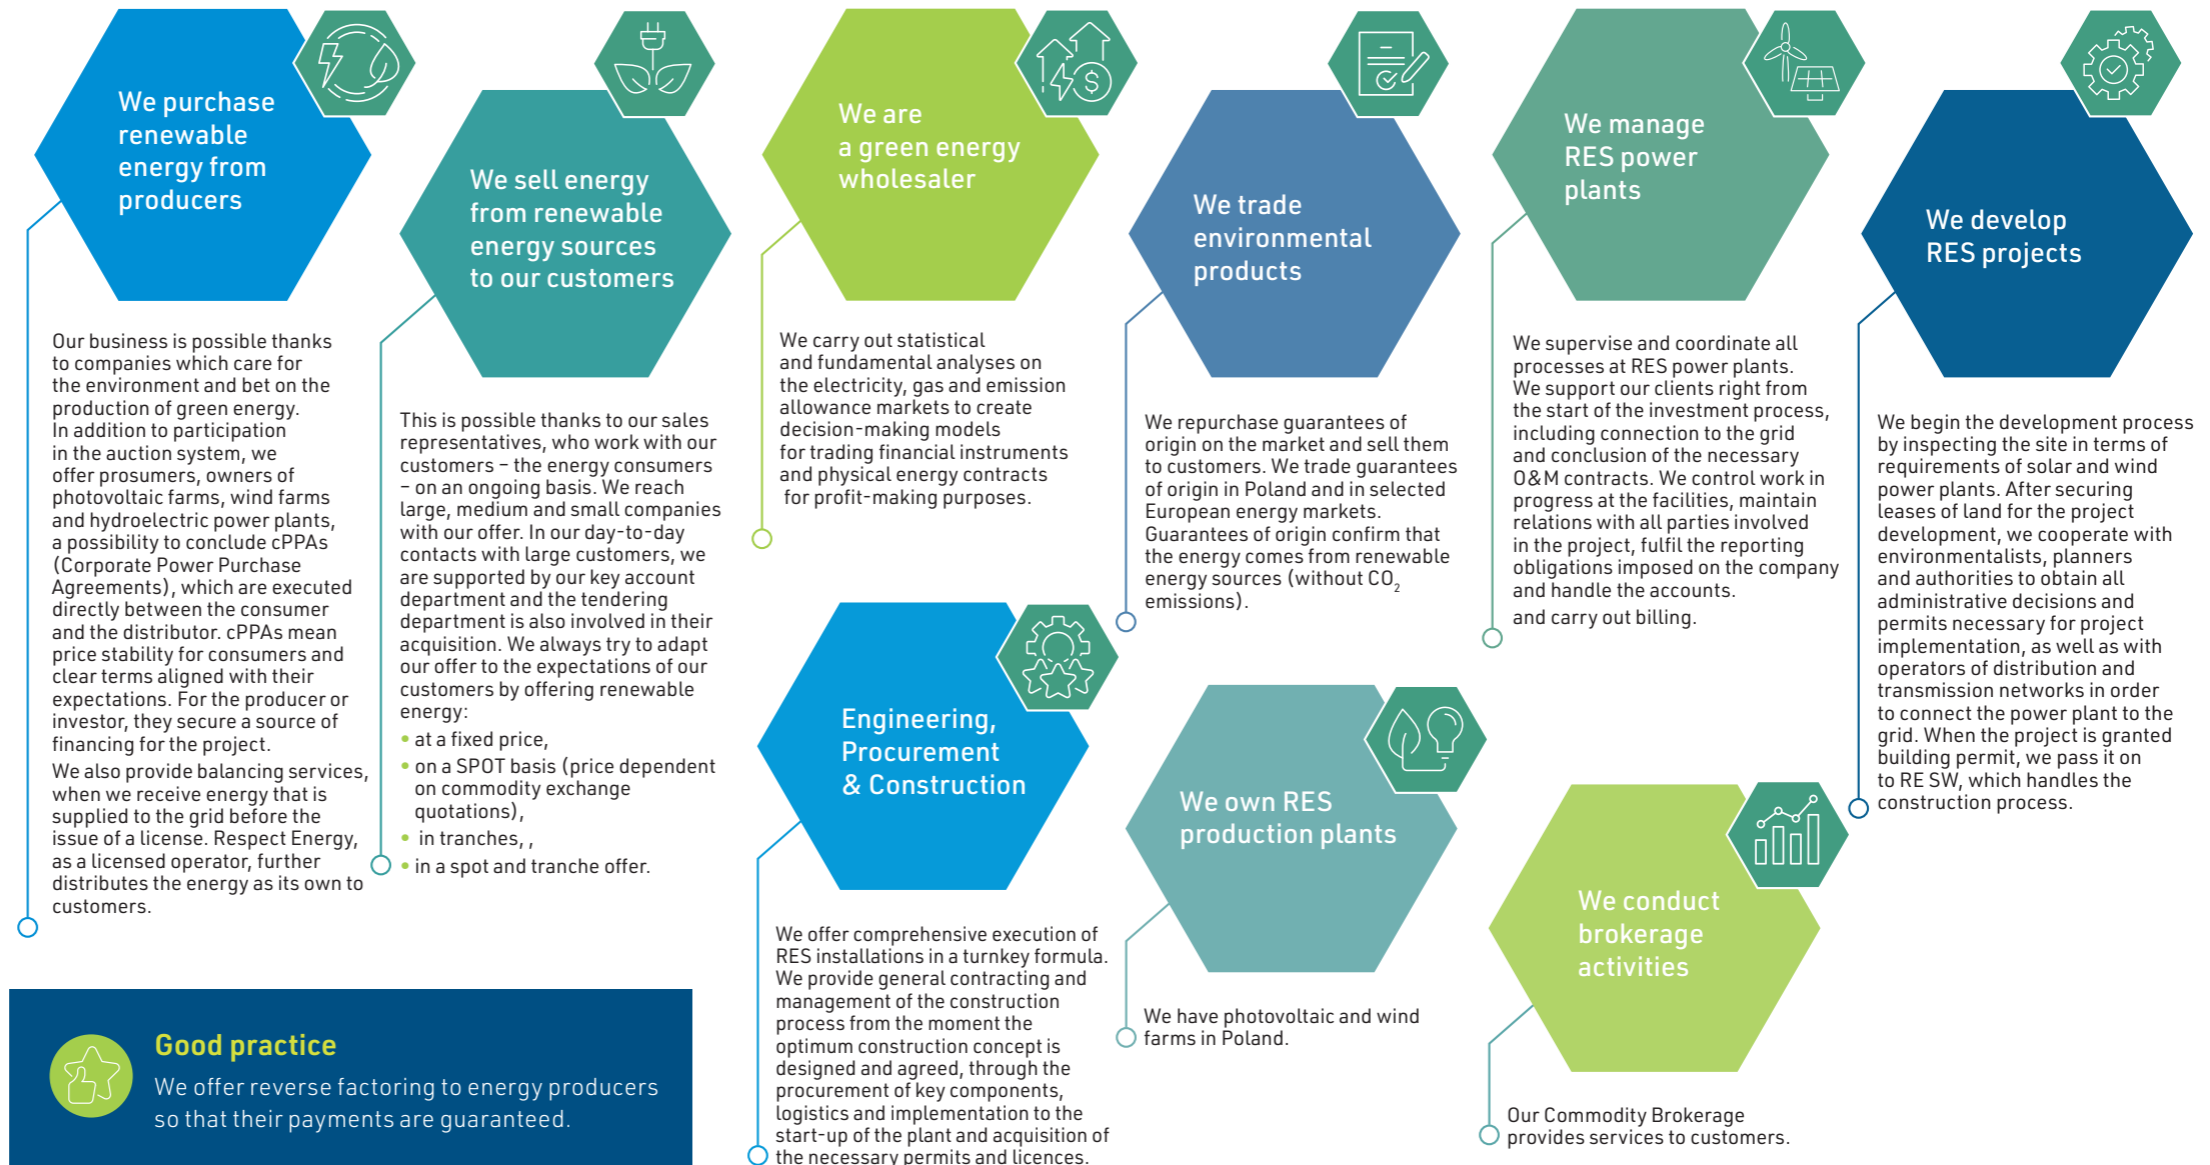 We purchase
renewable
energy from
producers
Our business is possible thanks
to companies which care for
the environment and bet on the
production of green energy.
In addition to participation
in the auction system, we
offer prosumers, owners of
photovoltaic farms, wind farms
and hydroelectric power plants,
a possibility to conclude cPPAs
(Corporate Power Purchase
Agreements), which are executed
directly between the consumer
and the distributor. cPPAs mean
price stability for consumers and
clear terms aligned with their
expectations. For the producer or
investor, they secure a source of
financing for the project.
We also provide balancing services,
when we receive energy that is
supplied to the grid before the
issue of a license. Respect Energy,
as a licensed operator, further
distributes the energy as its own to
customers.
We sell energy
from renewable
energy sources
to our customers
This is possible thanks to our sales
representatives, who work with our
customers – the energy consumers
– on an ongoing basis. We reach
large, medium and small companies
with our offer. In our day-to-day
contacts with large customers, we
are supported by our key account
department and the tendering
department is also involved in their
acquisition. We always try to adapt
our offer to the expectations of our
customers by offering renewable
energy:
• at a fixed price,
• on a SPOT basis (price dependent
on commodity exchange
quotations),
• in tranches, ,
• in a spot and tranche offer.
We are
a green energy
wholesaler
$
We carry out statistical
and fundamental analyses on
the electricity, gas and emission
allowance markets to create
decision-making models
for trading financial instruments
and physical energy contracts
for profit-making purposes.
We trade
environmental
products
We repurchase guarantees of
origin on the market and sell them
to customers. We trade guarantees
of origin in Poland and in selected
European energy markets.
Guarantees of origin confirm that
the energy comes from renewable
energy sources (without CO₂
emissions).
We manage
RES power
plants
We supervise and coordinate all
processes at RES power plants.
We support our clients right from
the start of the investment process,
including connection to the grid
and conclusion of the necessary
O&M contracts. We control work in
progress at the facilities, maintain
relations with all parties involved
in the project, fulfil the reporting
obligations imposed on the company
and handle the accounts.
and carry out billing.
We develop
RES projects
We begin the development process
by inspecting the site in terms of
requirements of solar and wind
power plants. After securing
leases of land for the project
development, we cooperate with
environmentalists, planners
and authorities to obtain all
administrative decisions and
permits necessary for project
implementation, as well as with
operators of distribution and
transmission networks in order
to connect the power plant to the
grid. When the project is granted
building permit, we pass it on
to RE SW, which handles the
construction process.
Engineering,
Procurement
& Construction
We offer comprehensive execution of
RES installations in a turnkey formula.
We provide general contracting and
management of the construction
process from the moment the
optimum construction concept is
designed and agreed, through the
procurement of key components,
logistics and implementation to the
start-up of the plant and acquisition of
the necessary permits and licences.
We own RES
production plants
We have photovoltaic and wind
farms in Poland.
We conduct
brokerage
activities
Our Commodity Brokerage
provides services to customers.
Good practice
We offer reverse factoring to energy producers
so that their payments are guaranteed.